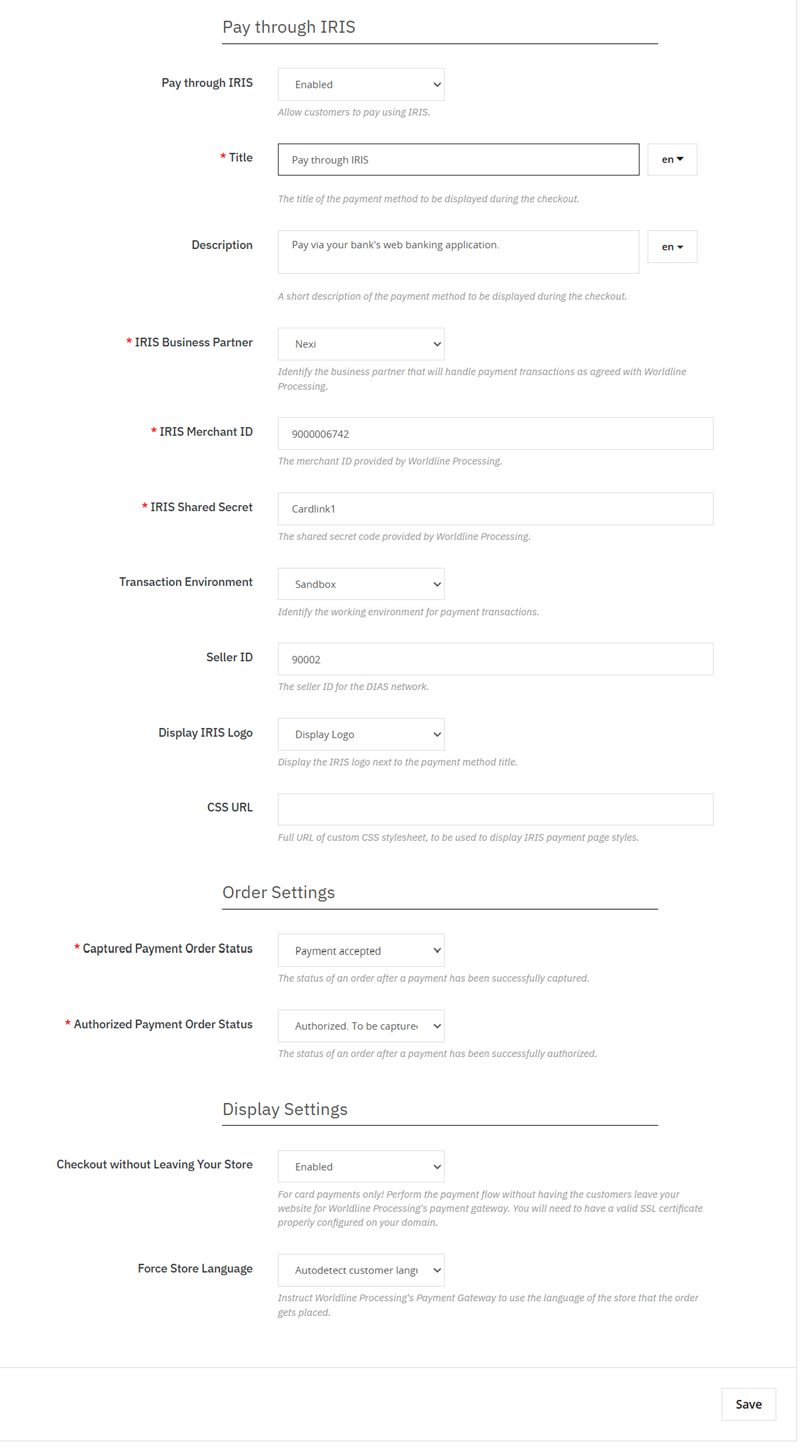 Pay through IRIS
Pay through IRIS
Enabled
Allow customers to pay using IRIS.
* Title
Pay through IRIS
en
The title of the payment method to be displayed during the checkout.
Description
Pay via your bank's web banking application.
en
A short description of the payment method to be displayed during the checkout.
* IRIS Business Partner
Nexi
Identify the business partner that will handle payment transactions as agreed with Worldline
Processing.
* IRIS Merchant ID
9000006742
The merchant ID provided by Worldline Processing.
* IRIS Shared Secret
Cardlink1
The shared secret code provided by Worldline Processing.
Transaction Environment
Sandbox
Identify the working environment for payment transactions.
Seller ID
90002
The seller ID for the DIAS network.
Display IRIS Logo
Display Logo
Display the IRIS logo next to the payment method title.
CSS URL
Full URL of custom CSS stylesheet, to be used to display IRIS payment page styles.
Order Settings
* Captured Payment Order Status
Payment accepted
The status of an order after a payment has been successfully captured.
* Authorized Payment Order Status
Authorized. To be capture
The status of an order after a payment has been successfully authorized.
Display Settings
Checkout without Leaving Your Store
Enabled
For card payments only! Perform the payment flow without having the customers leave your
website for Worldline Processing's payment gateway. You will need to have a valid SSL certificate
properly configured on your domain.
Force Store Language
Autodetect customer lang
Instruct Worldline Processing's Payment Gateway to use the language of the store that the order
gets placed.
Save